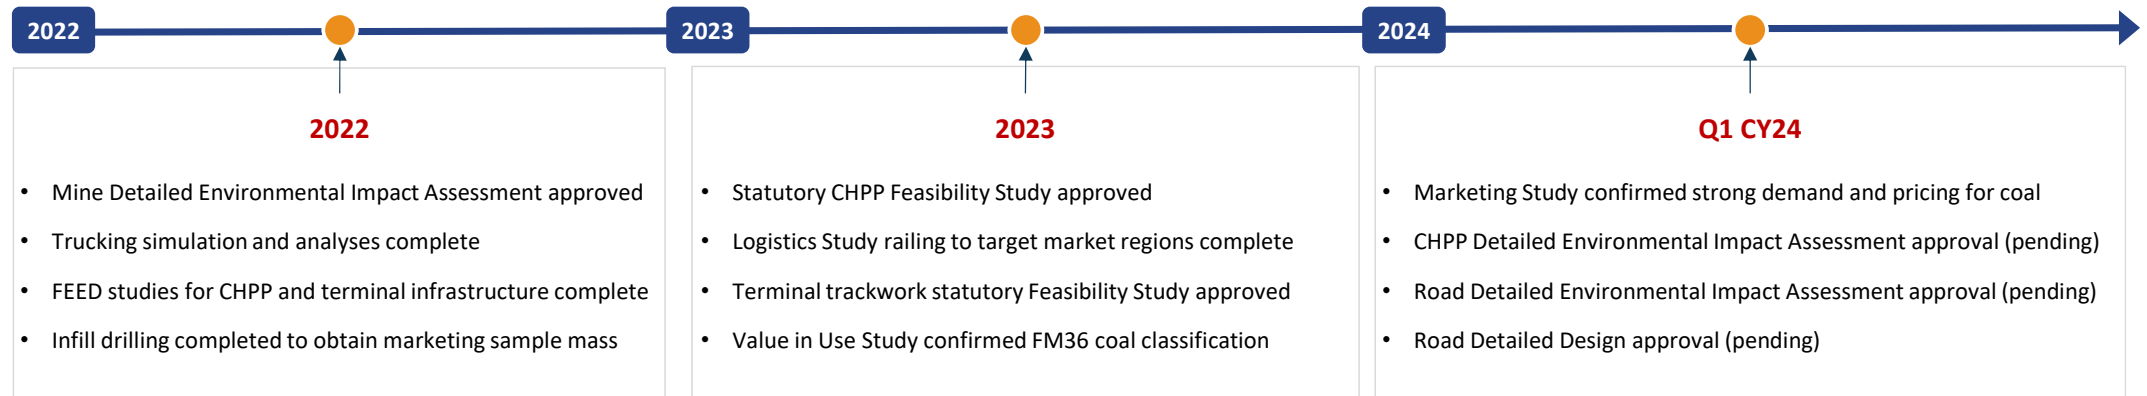 2022
2023
2024
2022
• Mine Detailed Environmental Impact Assessment approved
• Trucking simulation and analyses complete
• FEED studies for CHPP and terminal infrastructure complete
• Infill drilling completed to obtain marketing sample mass
2023
• Statutory CHPP Feasibility Study approved
• Logistics Study railing to target market regions complete
• Terminal trackwork statutory Feasibility Study approved
• Value in Use Study confirmed FM36 coal classification
Q1 CY24
• Marketing Study confirmed strong demand and pricing for coal
• CHPP Detailed Environmental Impact Assessment approval (pending)
• Road Detailed Environmental Impact Assessment approval (pending)
• Road Detailed Design approval (pending)